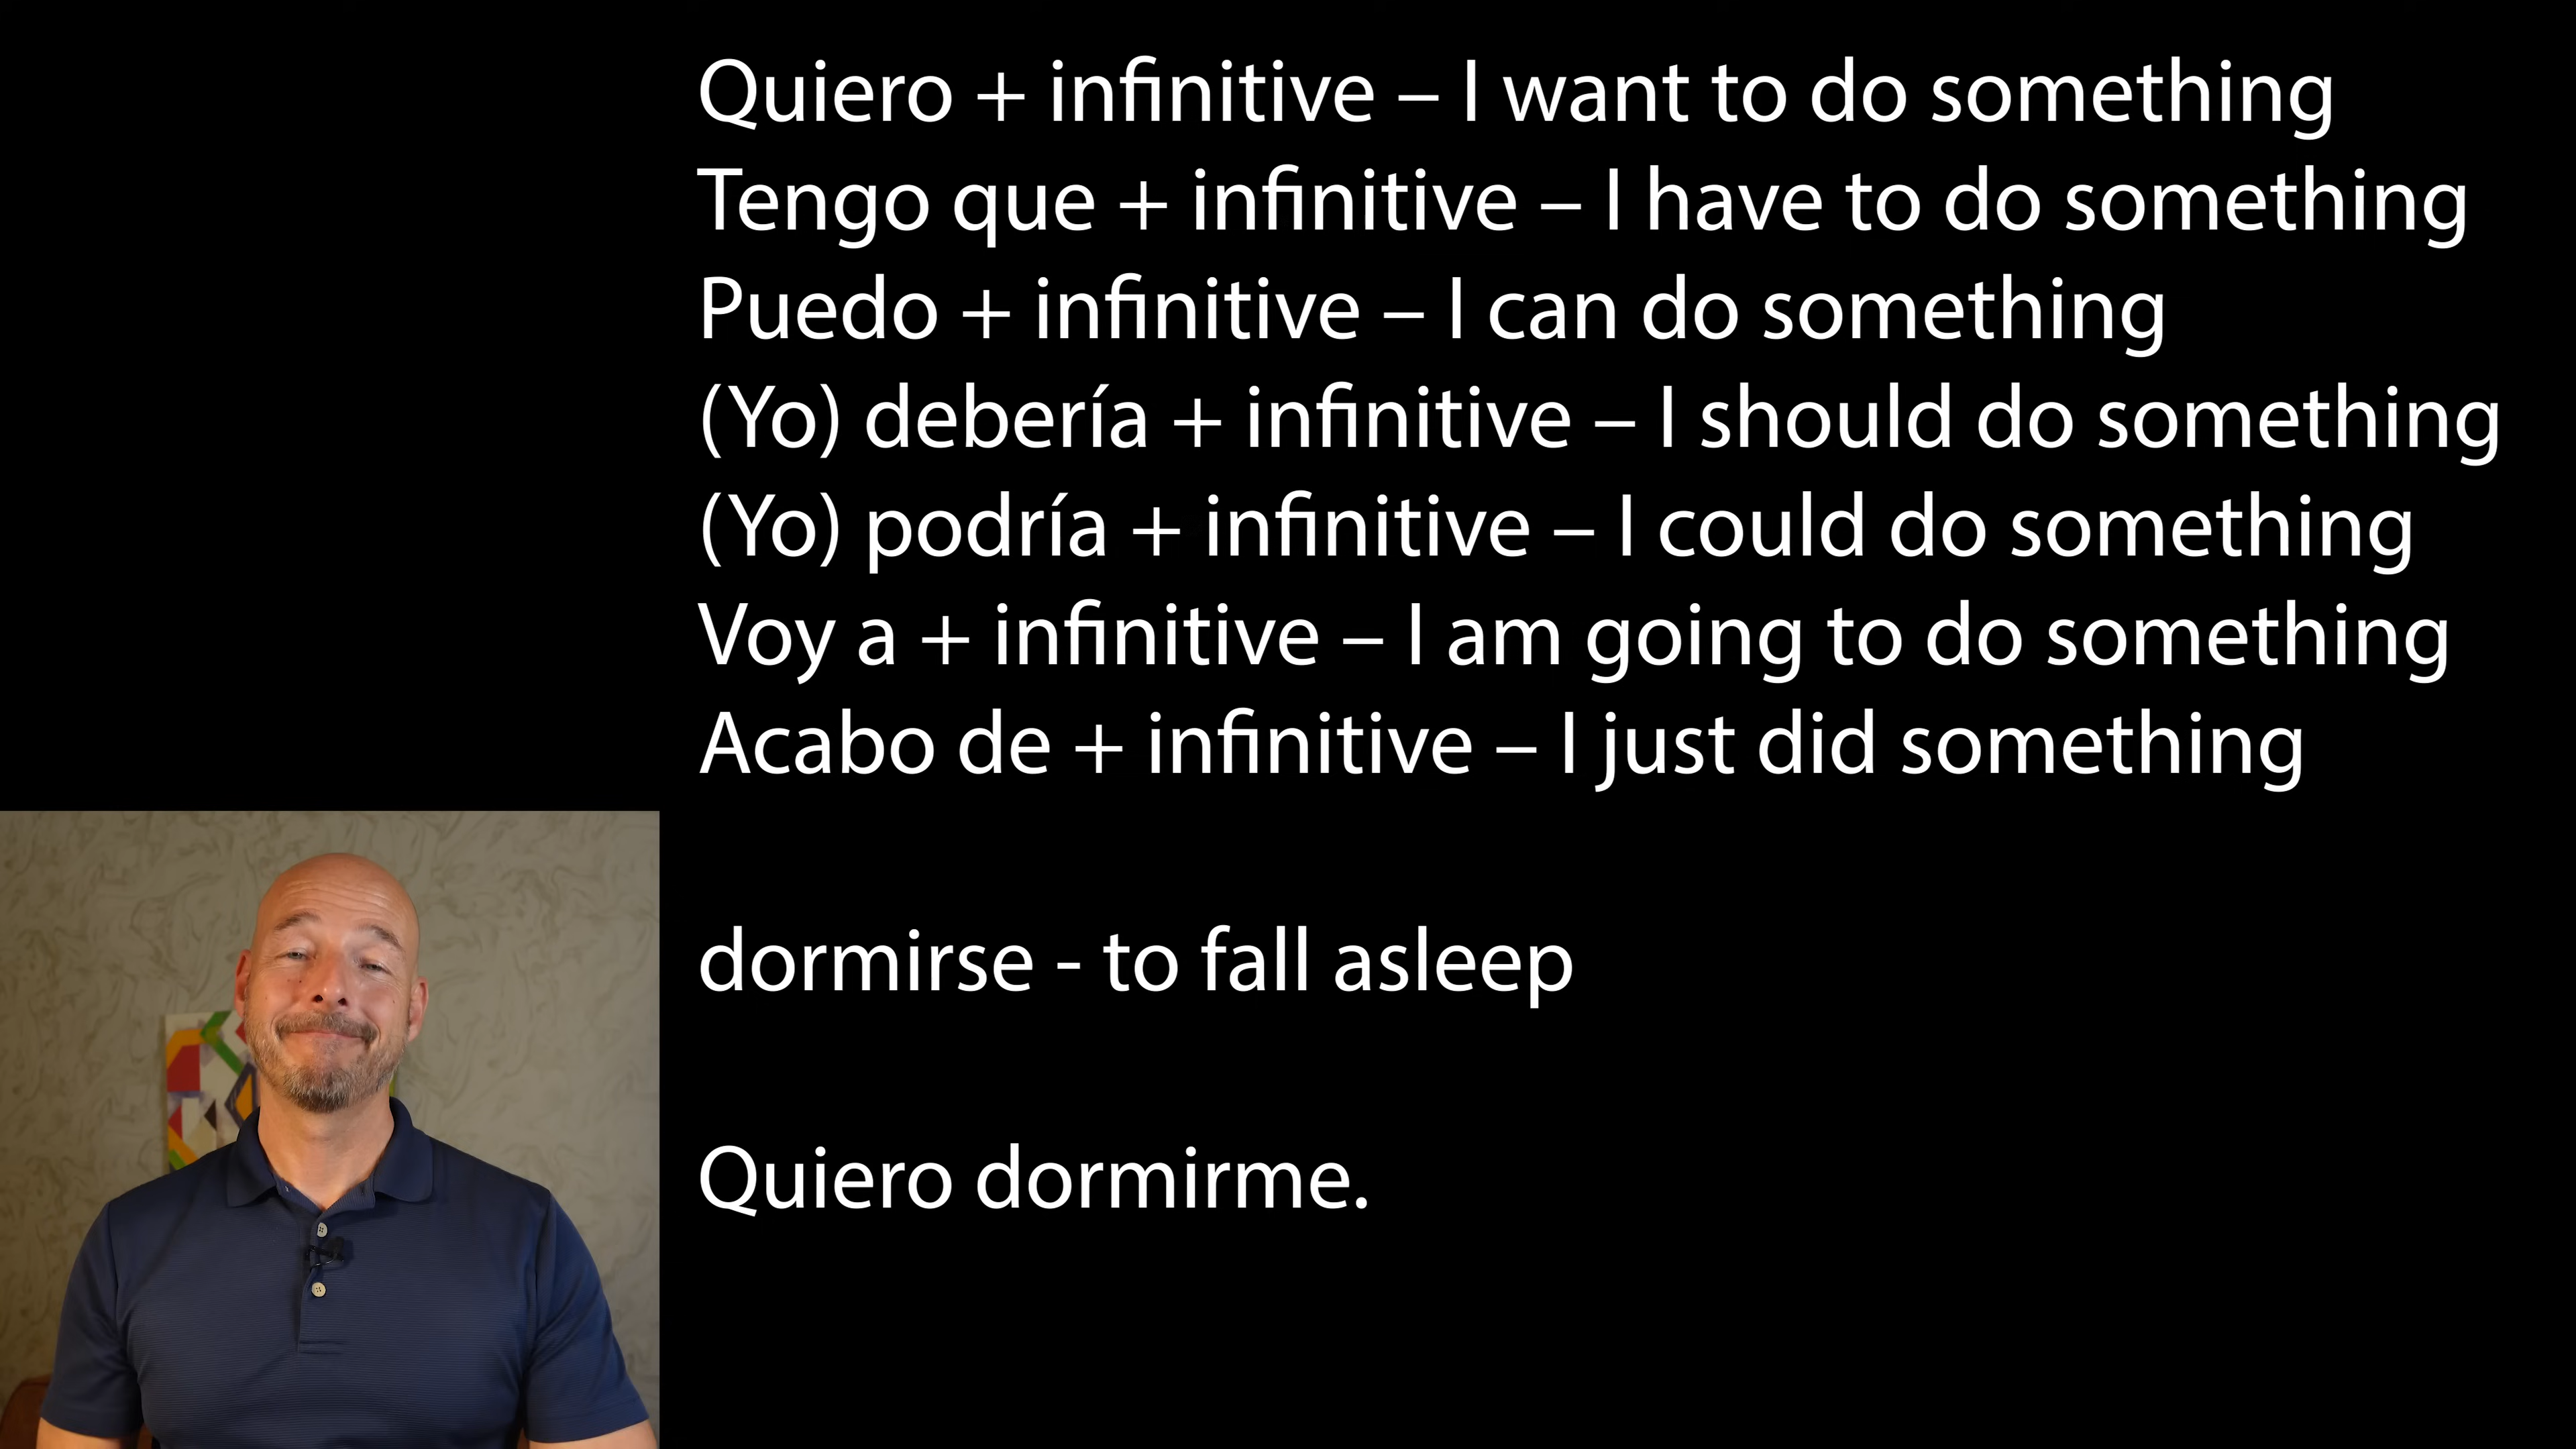 Quiero + infinitive – I want to do something
Tengo que + infinitive – I have to do something
Puedo + infinitive – I can do something
(Yo) debería + infinitive – I should do something
(Yo) podría + infinitive – I could do something
Voy a + infinitive – I am going to do something
Acabo de + infinitive – I just did something
dormirse - to fall asleep
Quiero dormirme.